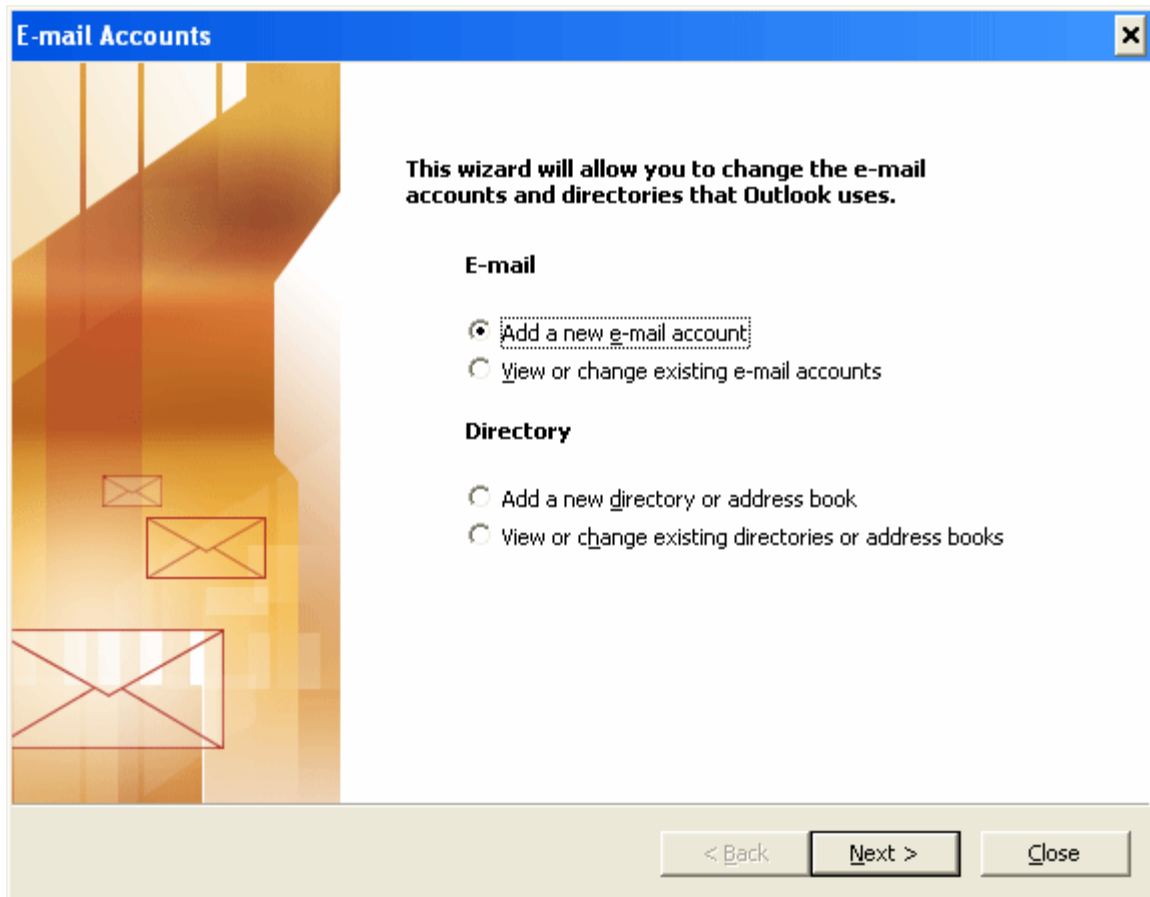 E-mail Accounts
This wizard will allow you to change the e-mail
accounts and directories that Outlook uses.
E-mail
Add a new e-mail account
View or change existing e-mail accounts
Directory
Add a new directory or address book
View or change existing directories or address books
< Back
Next >
Close